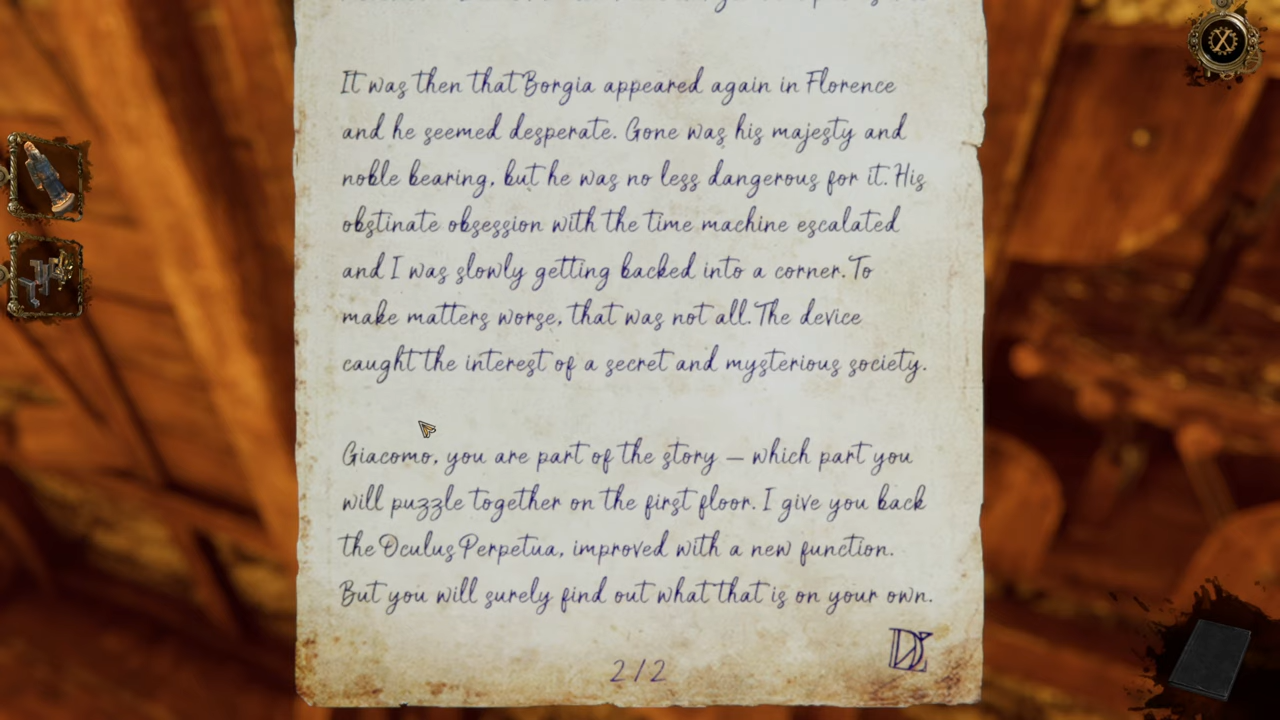 It was then that Borgia appeared again in Florence
and he seemed desperate. Gone was his majesty and
noble bearing, but he was no less dangerous for it. His
obstinate obsession with the time machine escalated
and I was slowly getting backed into a corner. To
make matters worse, that was not all. The device
caught the interest of a secret and mysterious society.
Giacomo, you are part of the story – which part you
will puzzle together on the first floor. I give you back
the Oculus Perpetua, improved with a new function.
But you will surely find out what that is on your own.
2/2